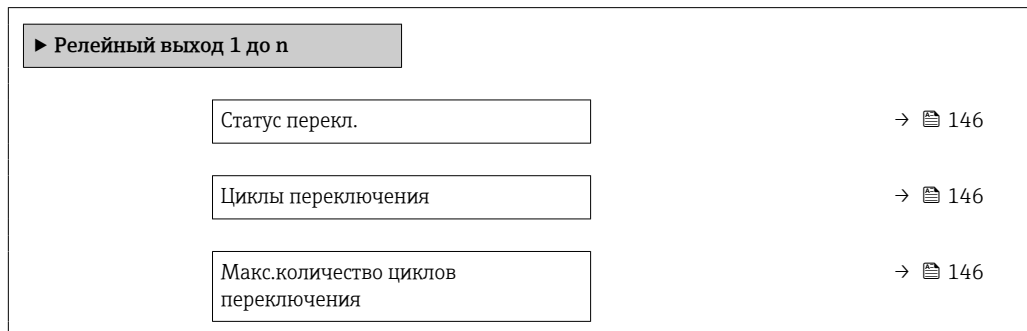 ▶ Релейный выход 1 до n
Статус перекл. → 146
Циклы переключения → 146
Макс.количество циклов → 146
переключения